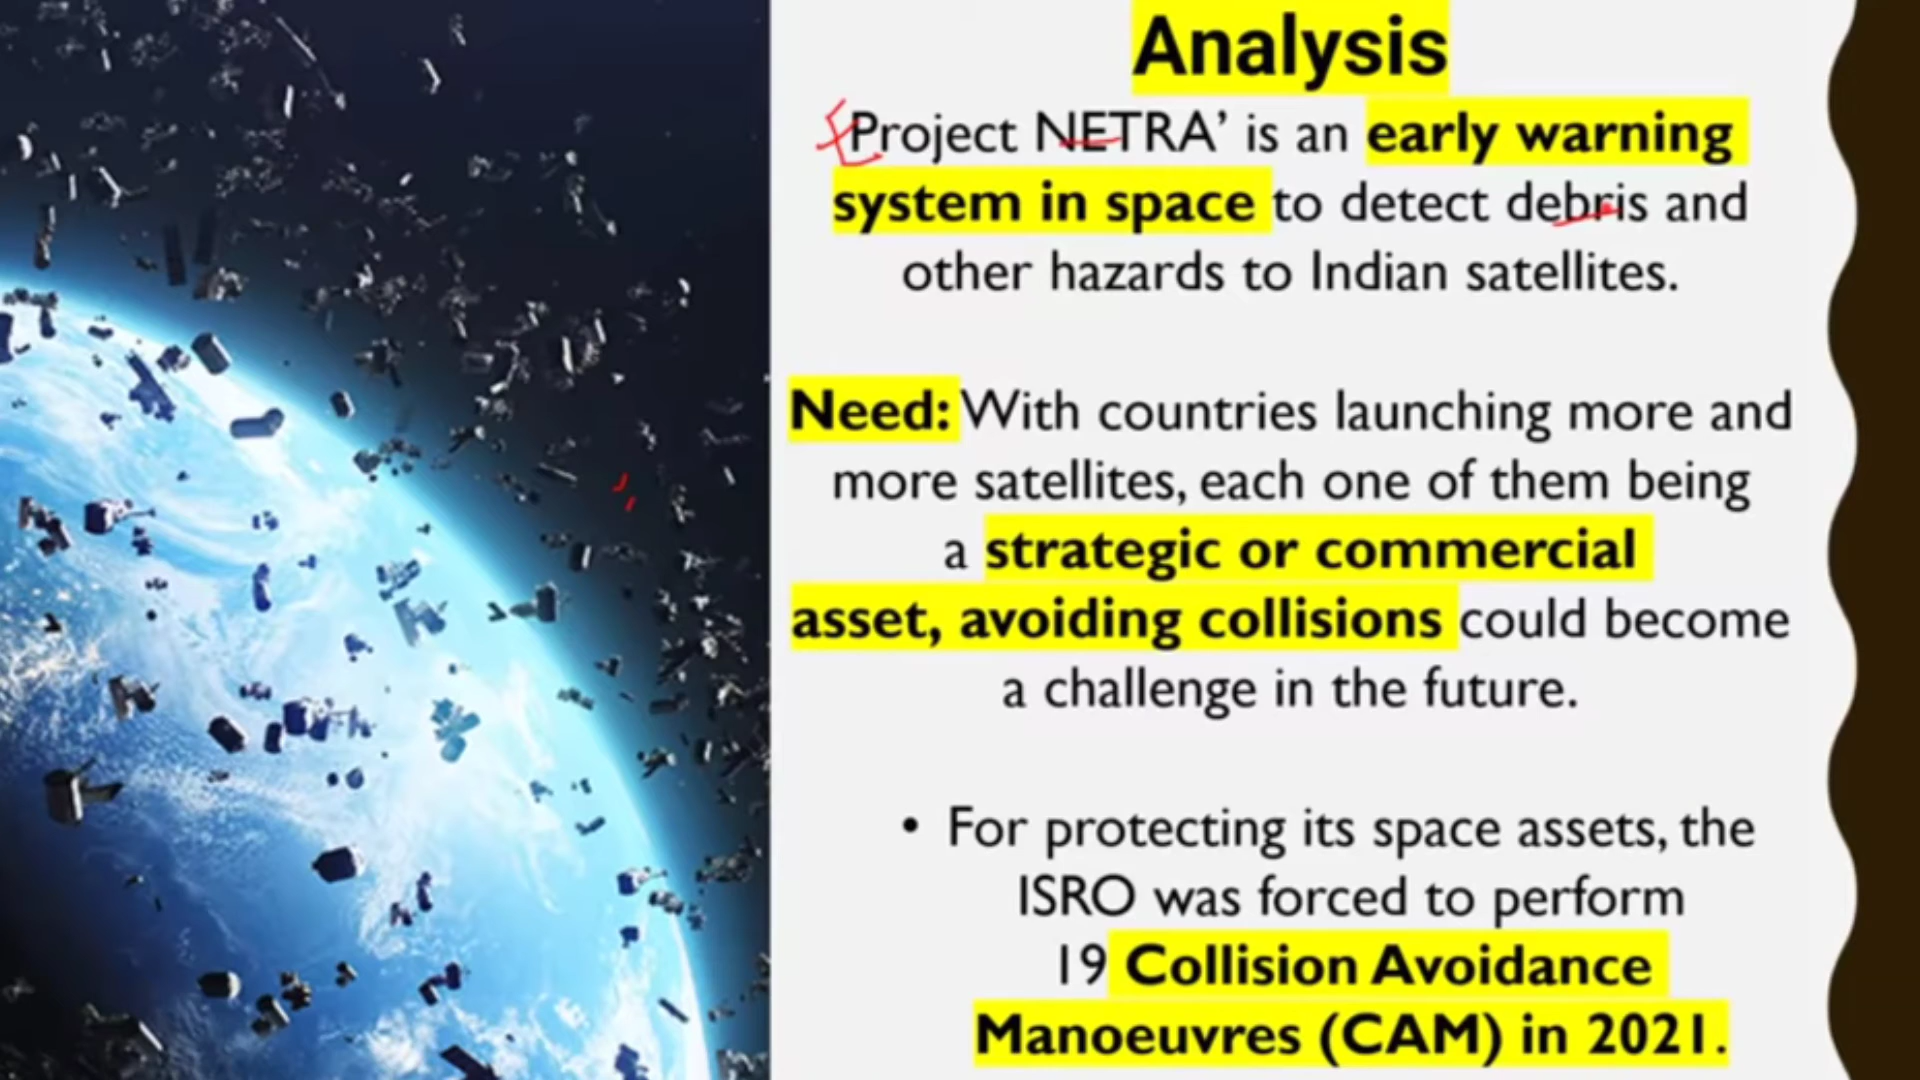 Analysis
Project NETRA’ is an early warning
system in space to detect debris and
other hazards to Indian satellites.
Need: With countries launching more and
more satellites, each one of them being
a strategic or commercial
asset, avoiding collisions could become
a challenge in the future.
• For protecting its space assets, the
ISRO was forced to perform
19 Collision Avoidance
Manoeuvres (CAM) in 2021.